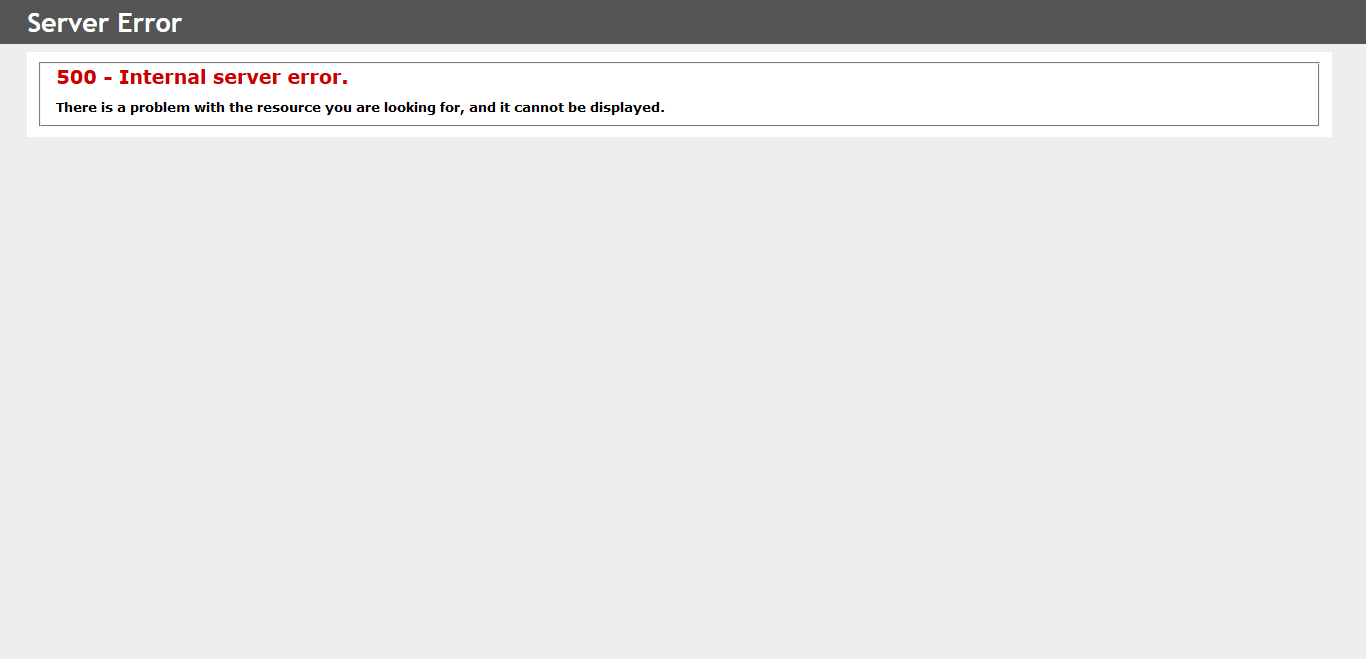 Server Error
500 - Internal server error.
There is a problem with the resource you are looking for, and it cannot be displayed.